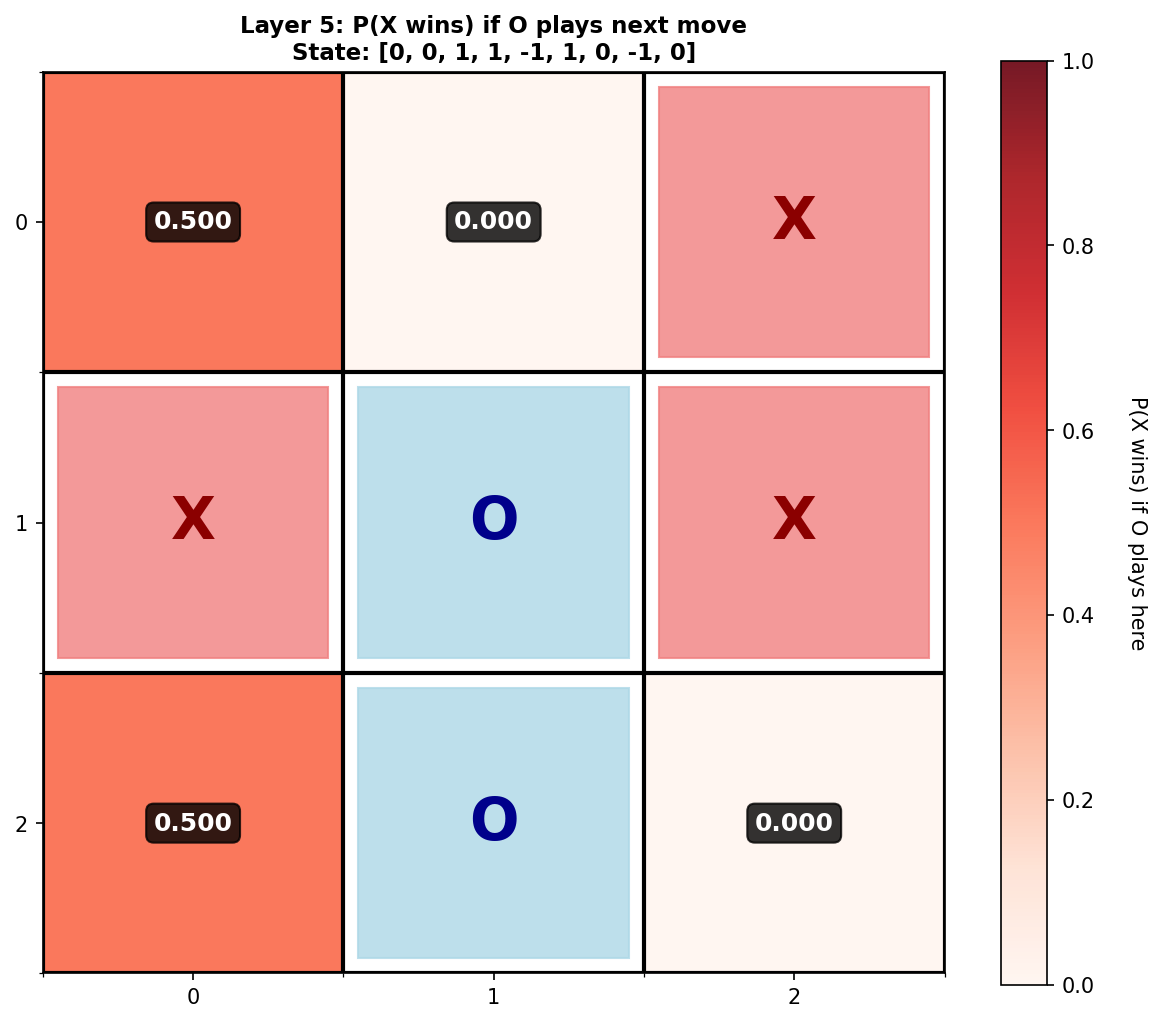 Layer 5: P(X wins) if O plays next move
State: [0, 0, 1, 1, -1, 1, 0, -1, 0]
0
0.500
0.000
X
1
X
O
X
2
0.500
O
0.000
0
1
2
1.0
0.8
0.6
0.4
0.2
0.0
P(X wins) if O plays here